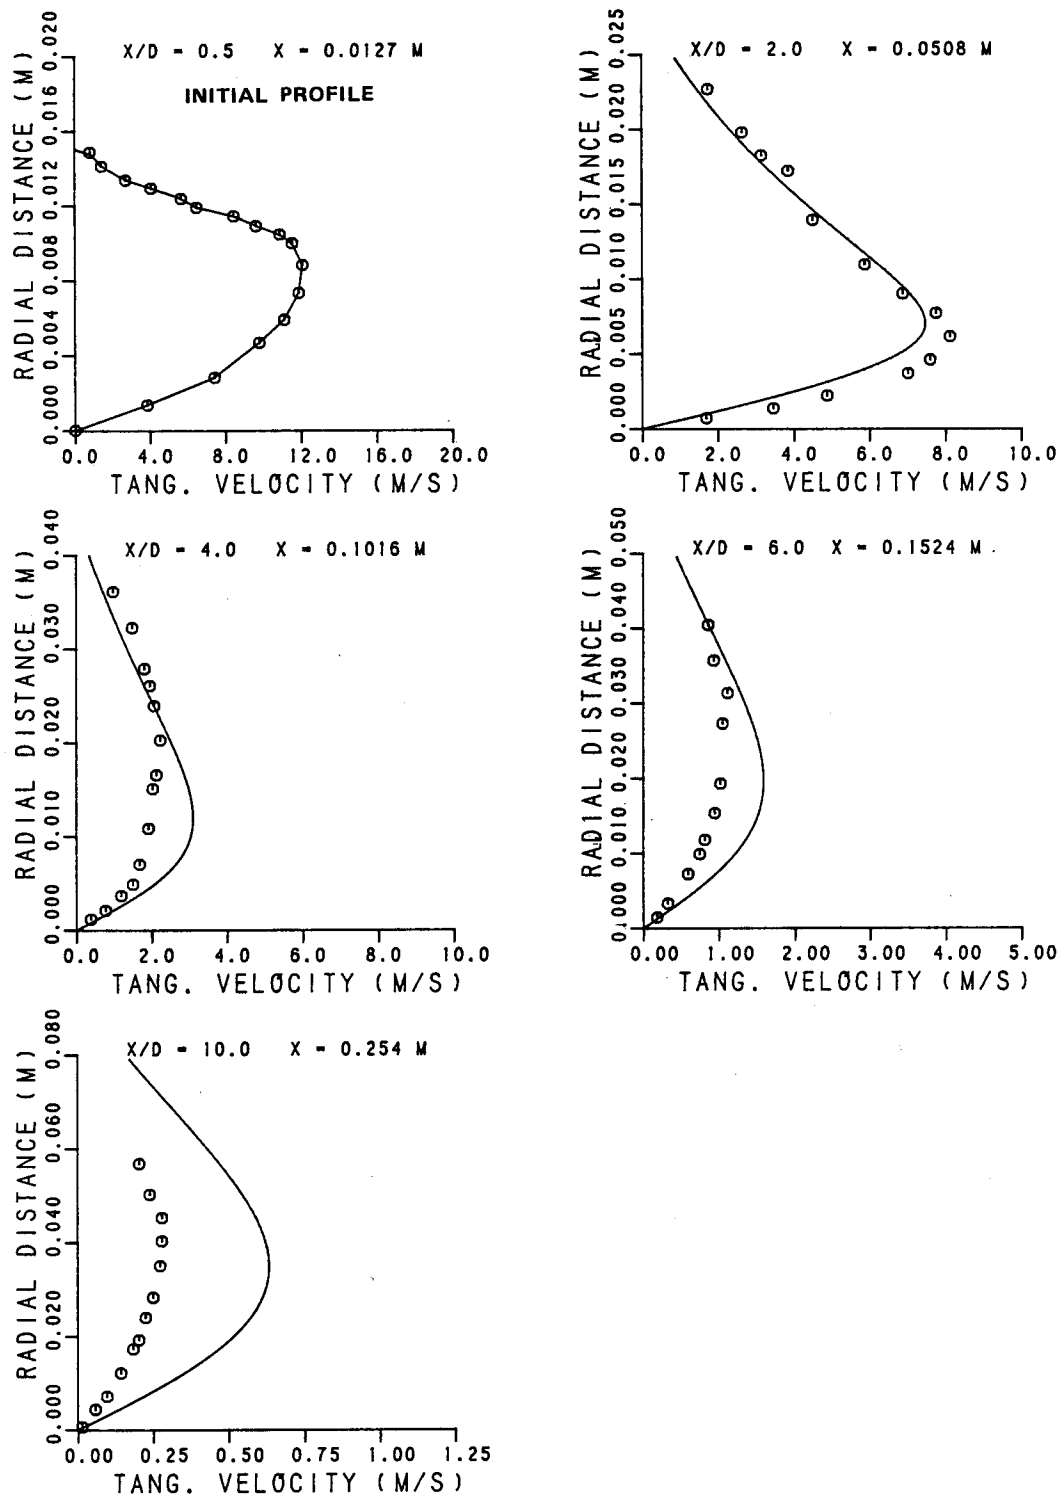 X/D = 0.5 X = 0.0127 M
INITIAL PROFILE
RADIAL DISTANCE (M)
0.020
0.016
0.012
0.008
0.004
0.000
0.0 4.0 8.0 12.0 16.0 20.0
TANG. VELOCITY (M/S)
X/D = 2.0 X = 0.0508 M
RADIAL DISTANCE (M)
0.025
0.020
0.015
0.010
0.005
0.000
0.0 2.0 4.0 6.0 8.0 10.0
TANG. VELOCITY (M/S)
X/D = 4.0 X = 0.1016 M
RADIAL DISTANCE (M)
0.040
0.030
0.020
0.010
0.000
0.0 2.0 4.0 6.0 8.0 10.0
TANG. VELOCITY (M/S)
X/D = 6.0 X = 0.1524 M
RADIAL DISTANCE (M)
0.050
0.040
0.030
0.020
0.010
0.000
0.00 1.00 2.00 3.00 4.00 5.00
TANG. VELOCITY (M/S)
X/D = 10.0 X = 0.254 M
RADIAL DISTANCE (M)
0.080
0.060
0.040
0.020
0.000
0.00 0.25 0.50 0.75 1.00 1.25
TANG. VELOCITY (M/S)